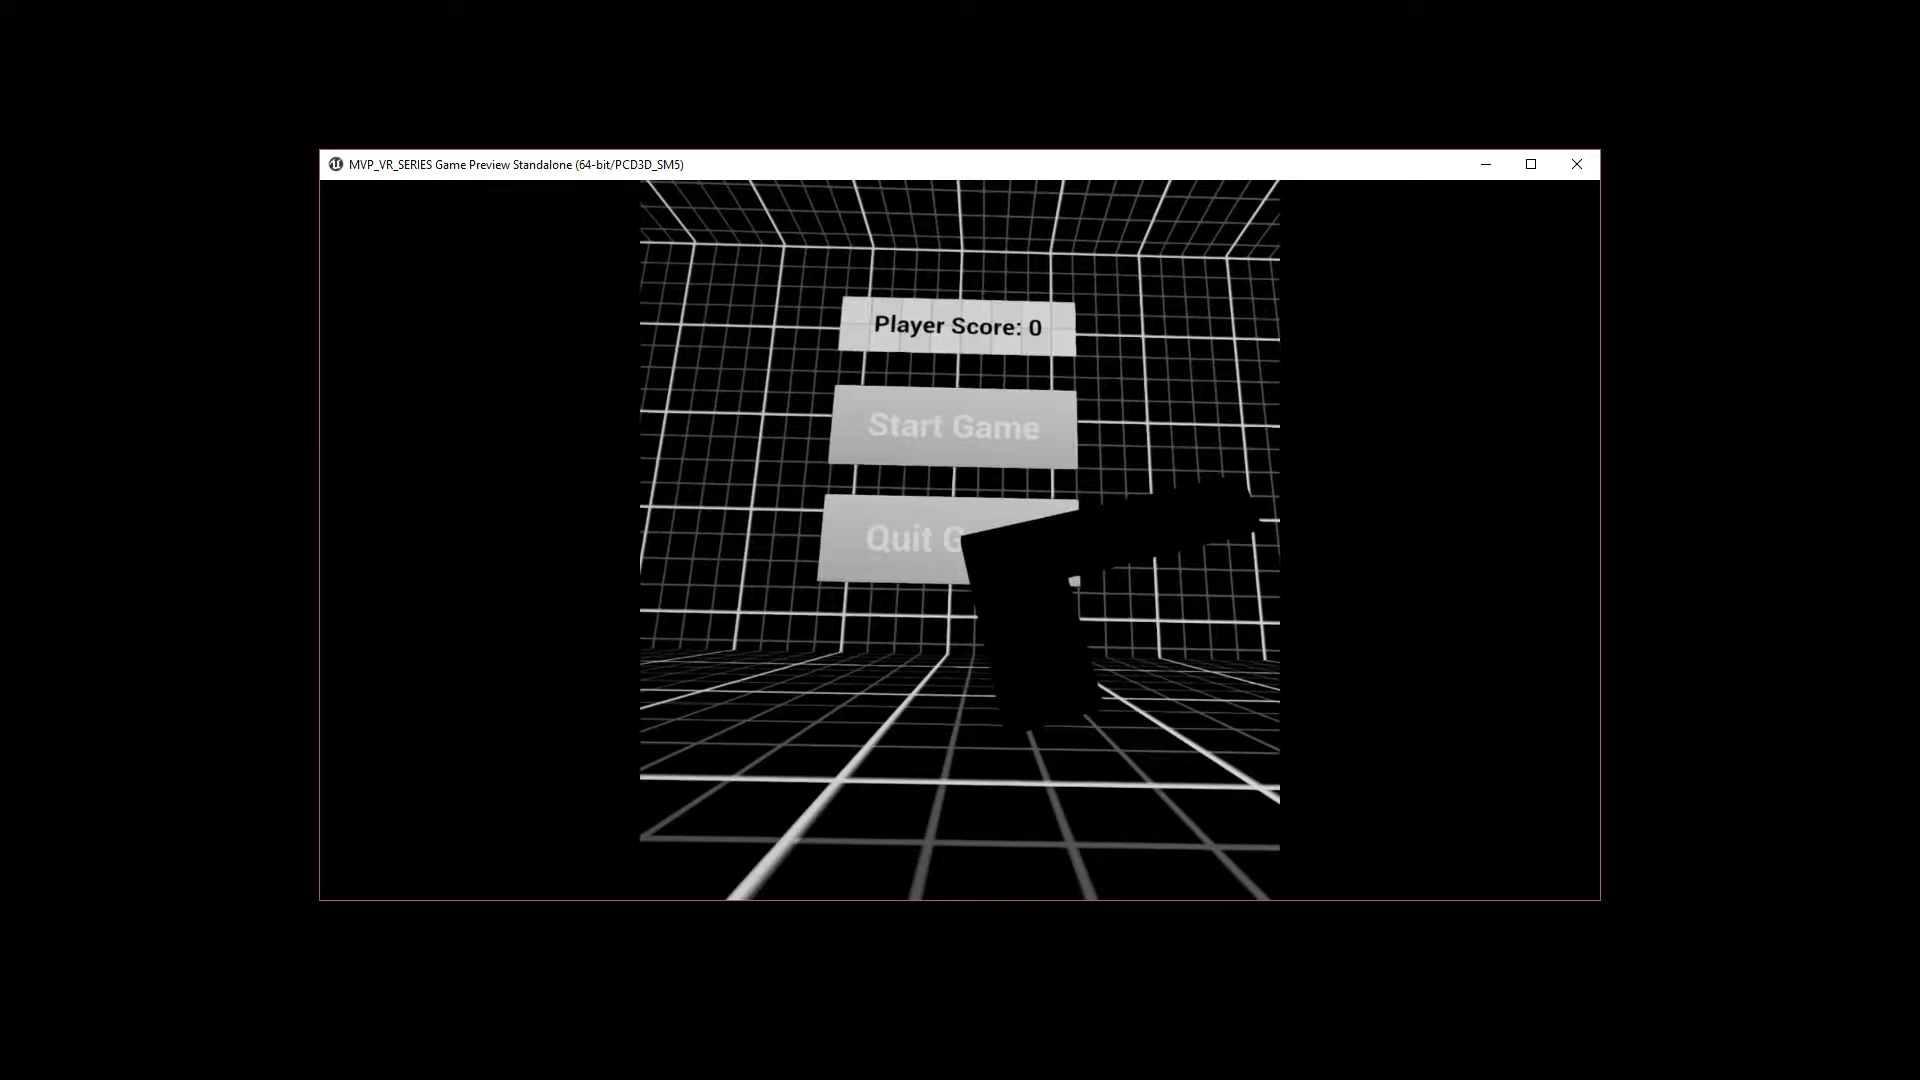 MVP_VR_SERIES Game Preview Standalone (64-bit/PCD3D_SM5)
Player Score: 0
Start Game
Quit G